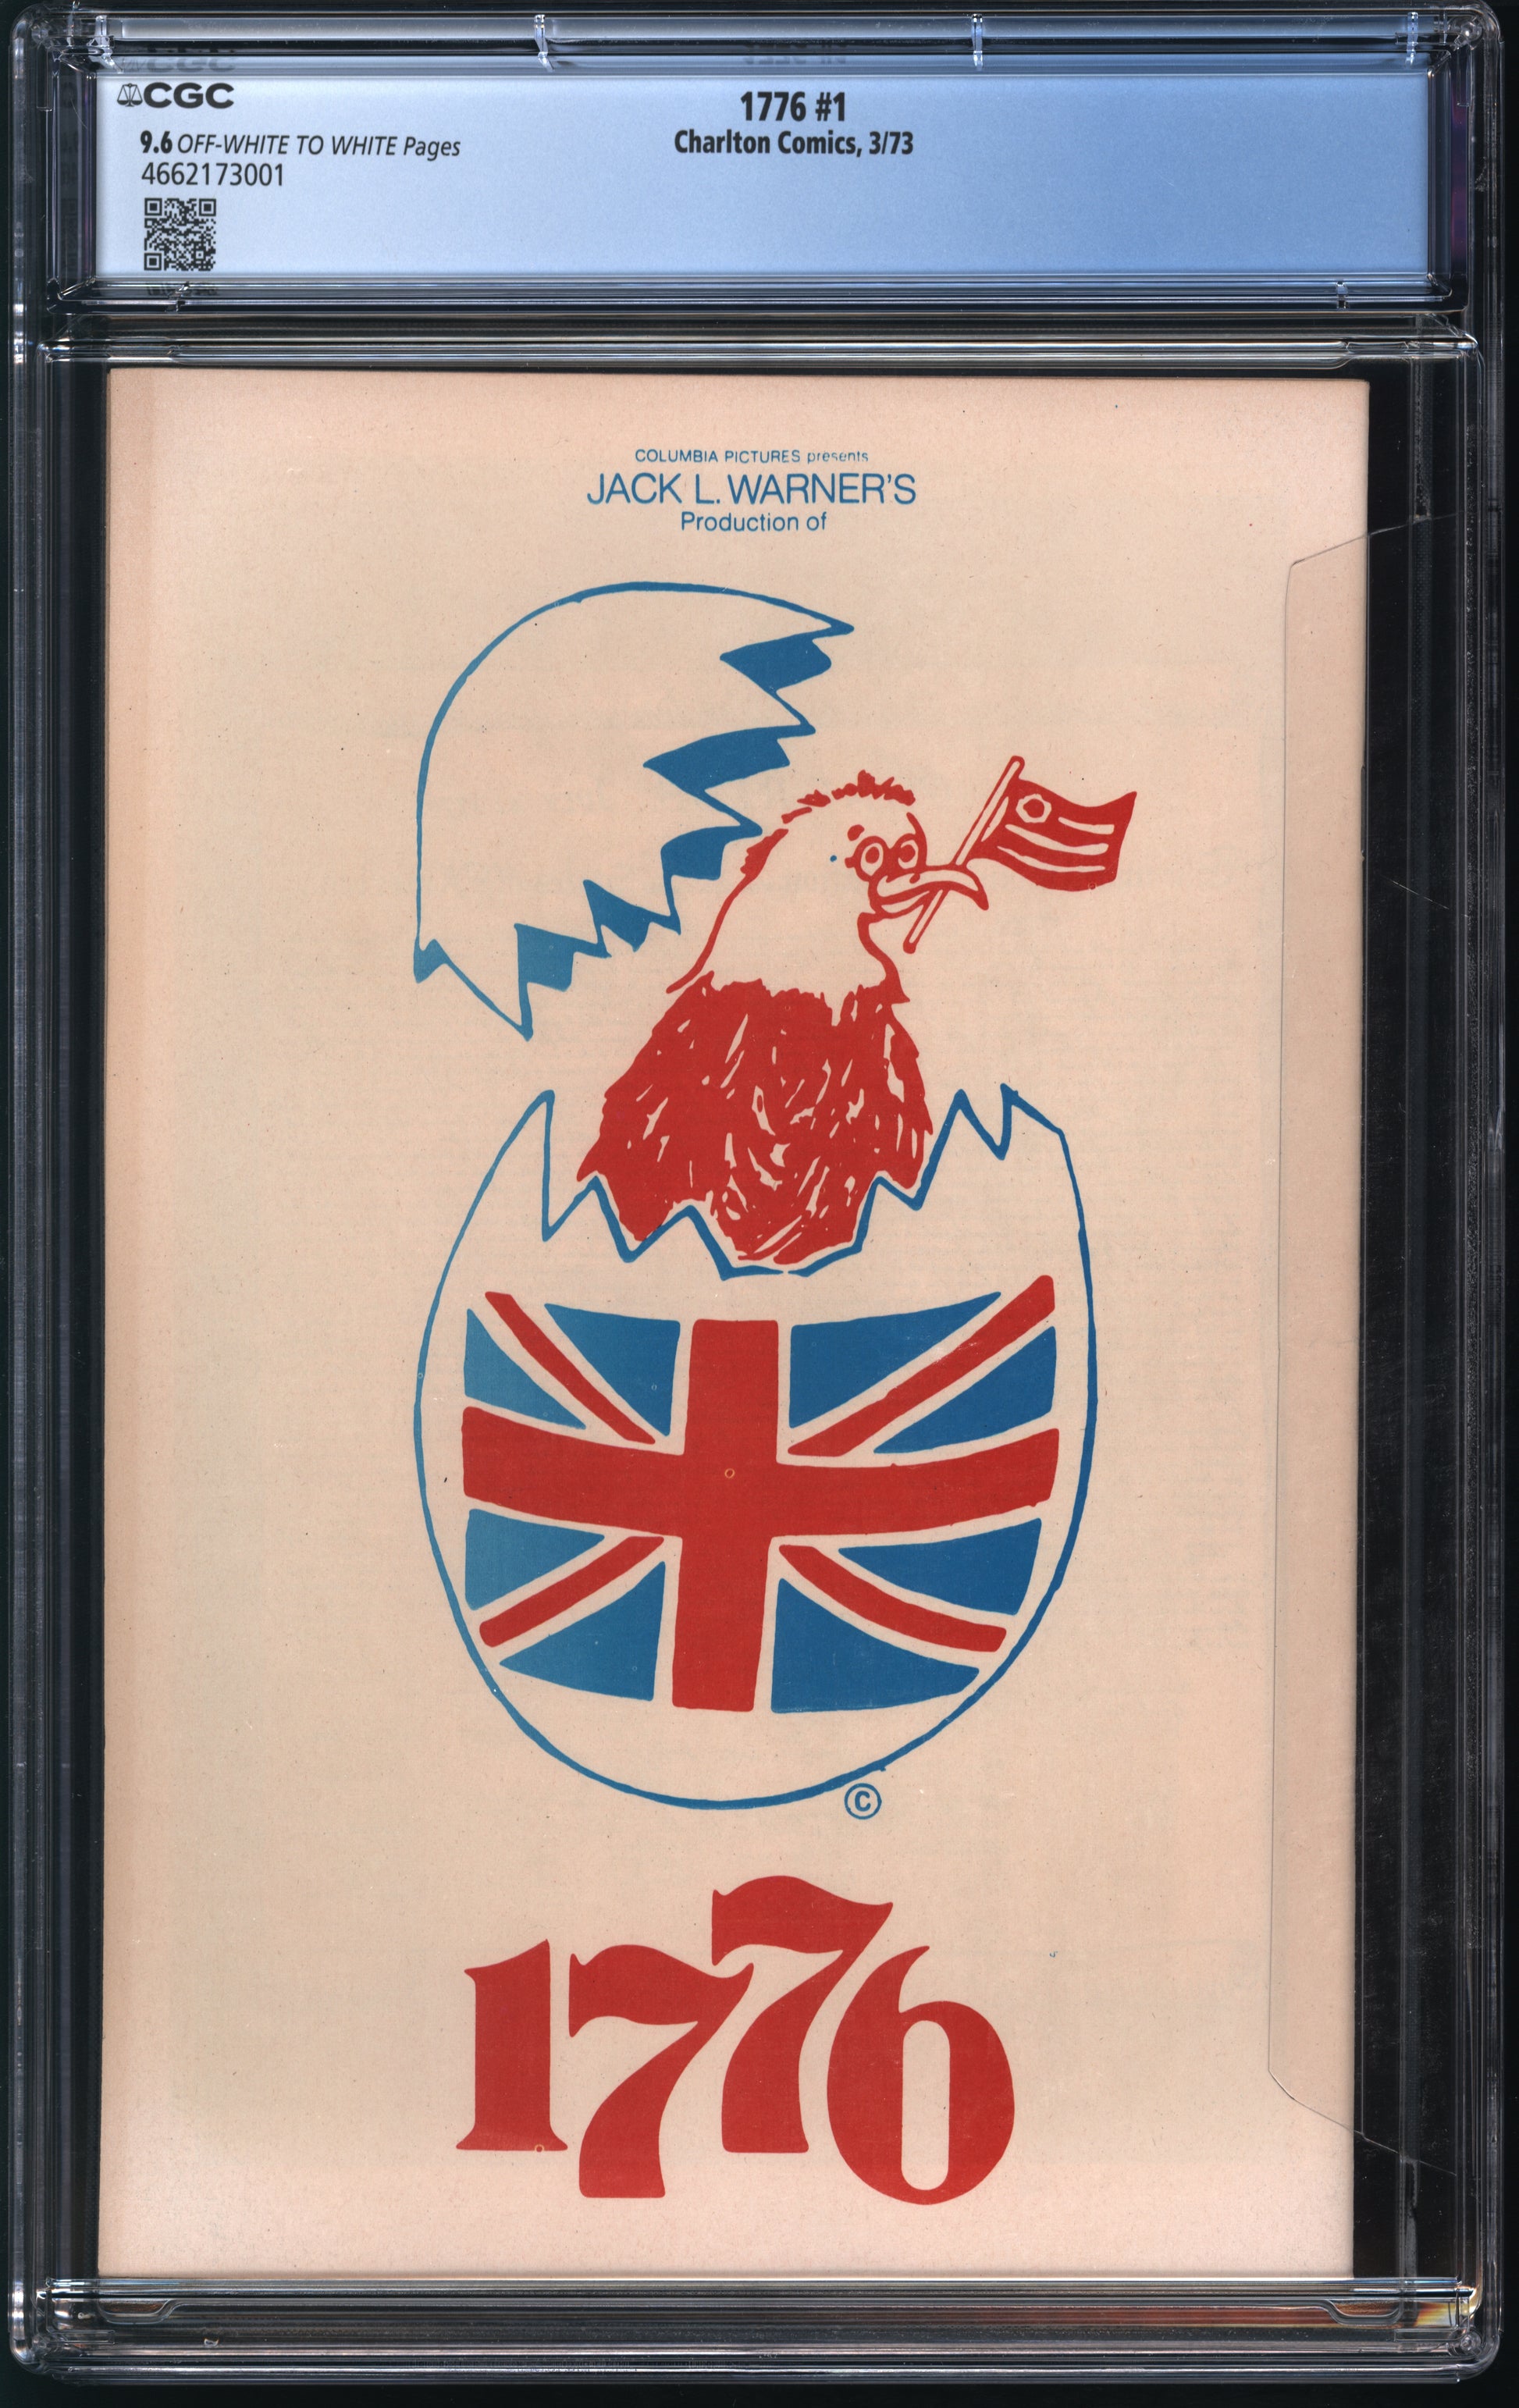 CGC
1776 #1
Charlton Comics, 3/73
9.6 OFF-WHITE TO WHITE Pages
4662173001
COLUMBIA PICTURES presents
JACK L. WARNER'S
Production of
©
1776